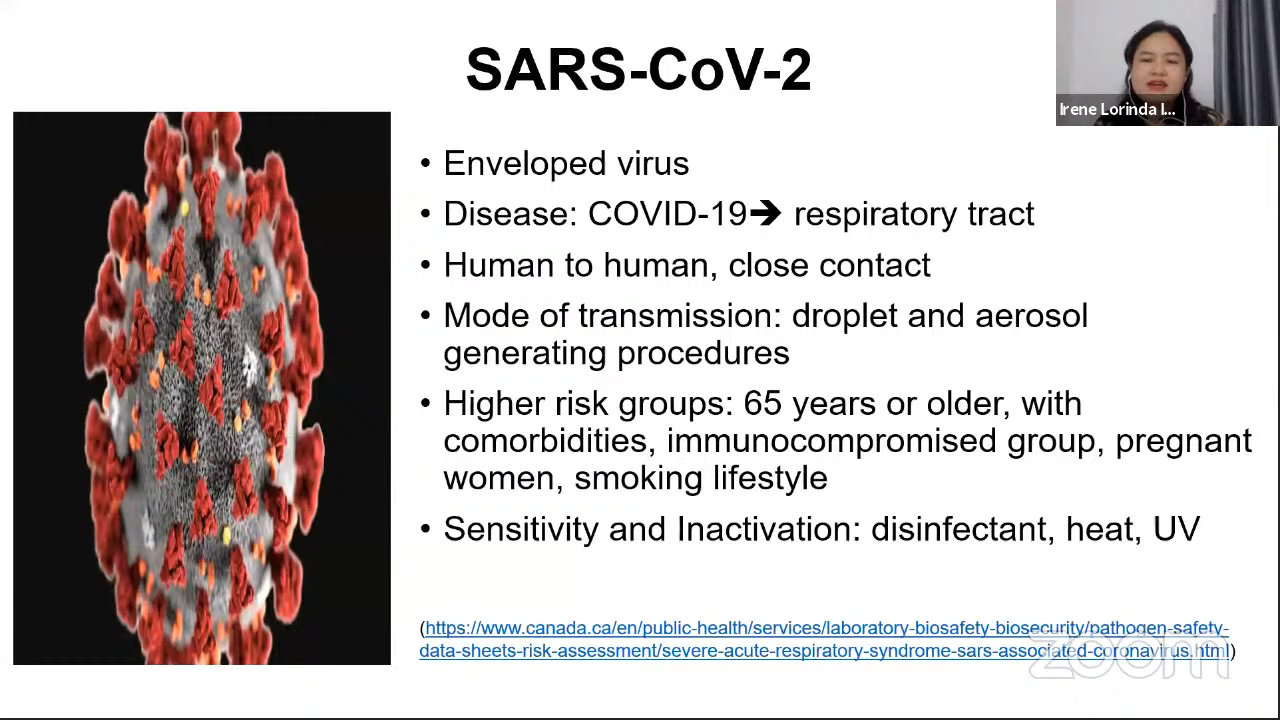 SARS-CoV-2
Irene Lorinda I...
• Enveloped virus
• Disease: COVID-19➔ respiratory tract
• Human to human, close contact
• Mode of transmission: droplet and aerosol
generating procedures
• Higher risk groups: 65 years or older, with
comorbidities, immunocompromised group, pregnant
women, smoking lifestyle
• Sensitivity and Inactivation: disinfectant, heat, UV
(https://www.canada.ca/en/public-health/services/laboratory-biosafety-biosecurity/pathogen-safety-
data-sheets-risk-assessment/severe-acute-respiratory-syndrome-sars-associated-coronavirus.html)
zoom